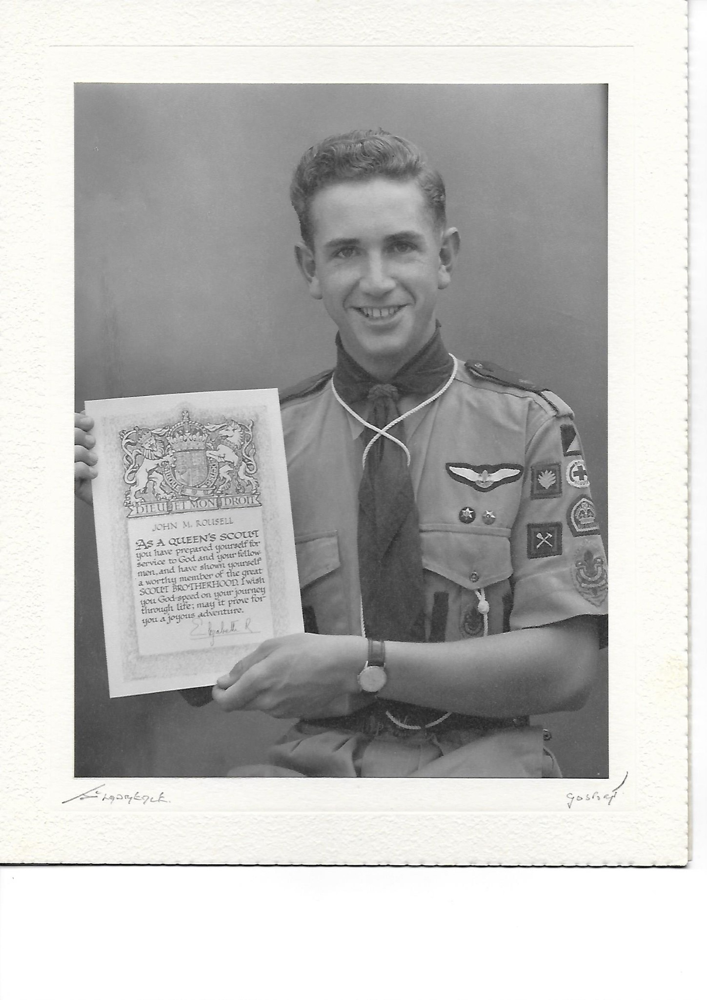 DIEU ET MON DROIT
JOHN M. ROUSELL
AS A QUEEN'S SCOUT
you have prepared yourself for
service to God and your fellow-
men, and have shown yourself
a worthy member of the great
SCOUT BROTHERHOOD. I wish
you God-speed on your journey
through life; may it prove for
you a joyous adventure.
Elizabeth R
Gosport